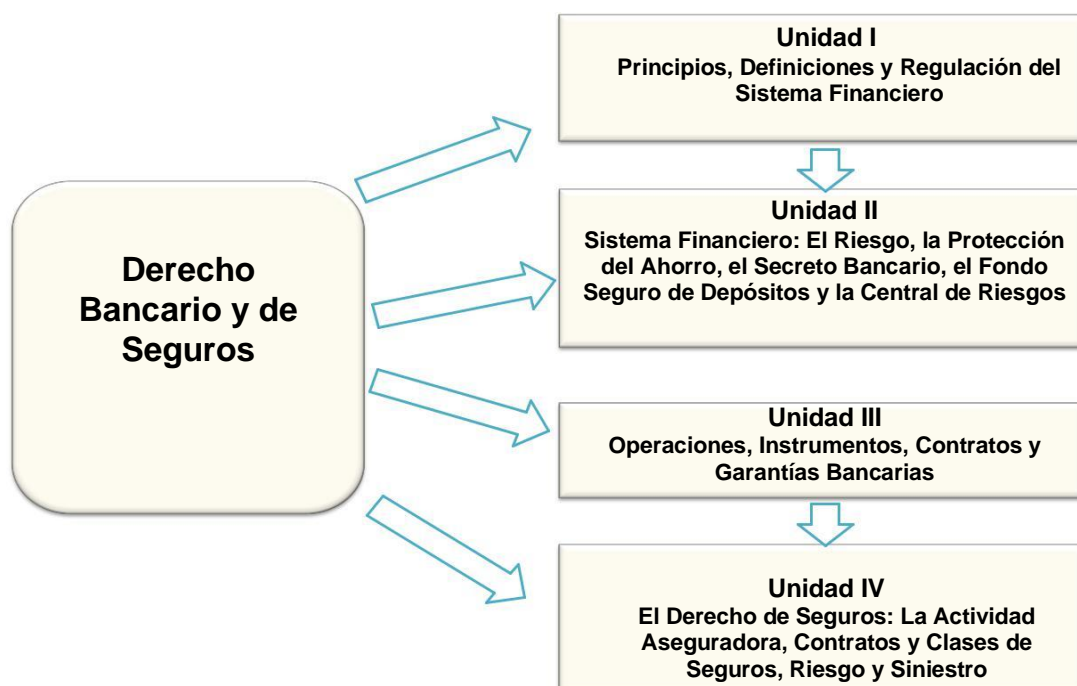 Derecho
Bancario y de
Seguros
Unidad I
Principios, Definiciones y Regulación del
Sistema Financiero
Unidad II
Sistema Financiero: El Riesgo, la Protección
del Ahorro, el Secreto Bancario, el Fondo
Seguro de Depósitos y la Central de Riesgos
Unidad III
Operaciones, Instrumentos, Contratos y
Garantías Bancarias
Unidad IV
El Derecho de Seguros: La Actividad
Aseguradora, Contratos y Clases de
Seguros, Riesgo y Siniestro